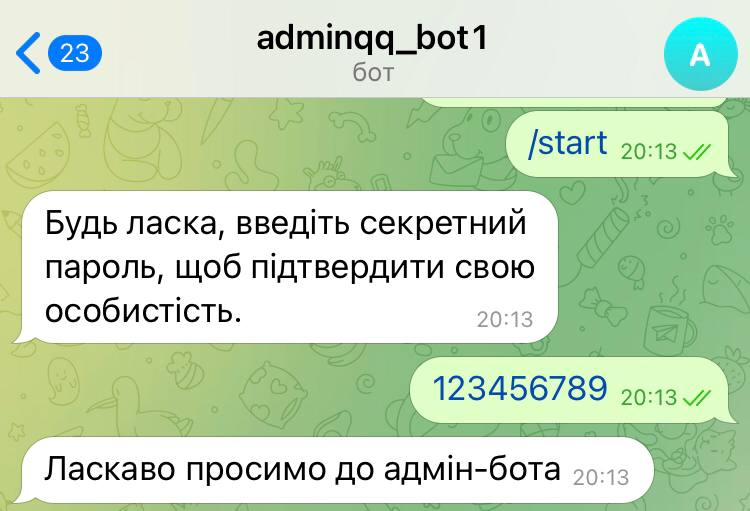 23
adminqq_bot1
бот
A
/start 20:13
Будь ласка, введіть секретний
пароль, щоб підтвердити свою
особистість. 20:13
123456789 20:13
Ласкаво просимо до адмін-бота 20:13